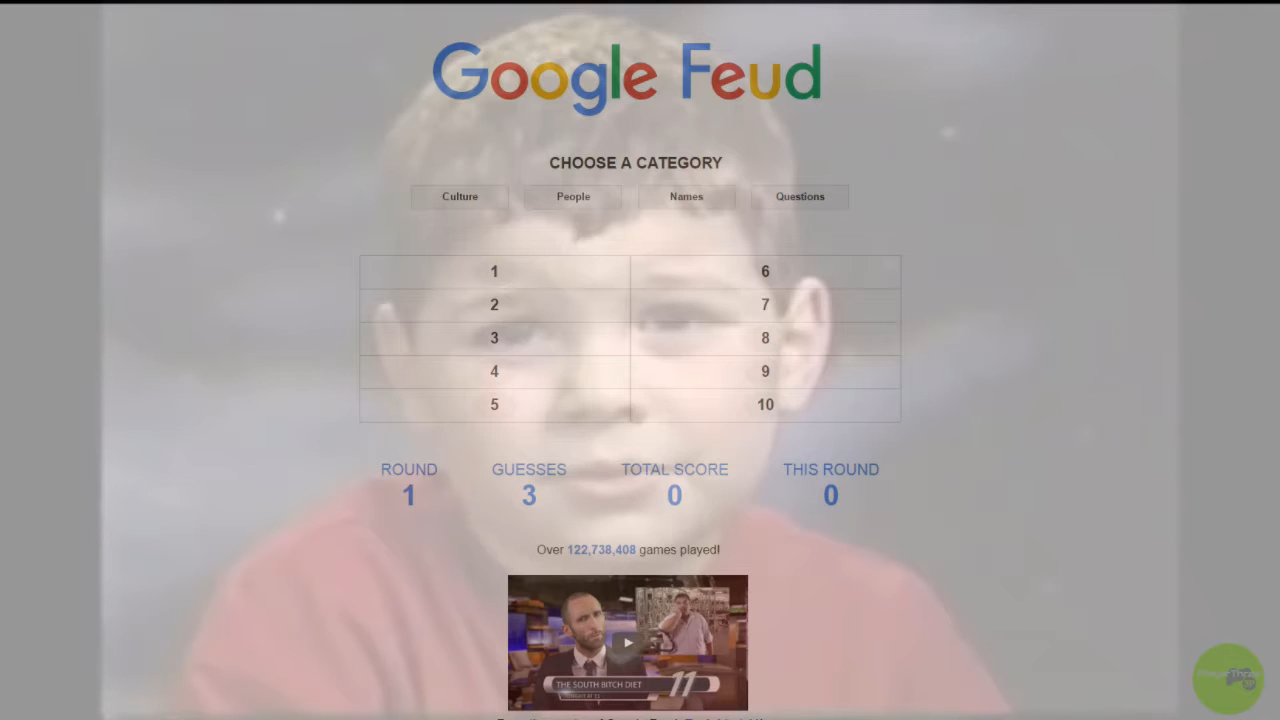 Google Feud
CHOOSE A CATEGORY
Culture People Names Questions
1 6
2 7
3 8
4 9
5 10
ROUND GUESSES TOTAL SCORE THIS ROUND
1 3 0 0
Over 122,738,408 games played!
THE SOUTH BITCH DIET
11